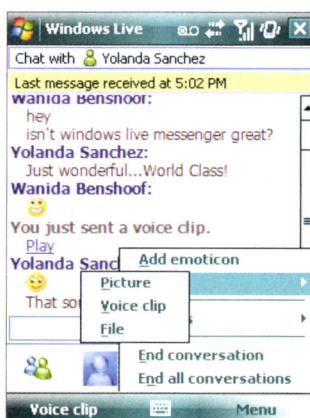 Windows Live
Chat with Yolanda Sanchez
Last message received at 5:02 PM
Wanida Benshoof:
hey
isn't windows live messenger great?
Yolanda Sanchez:
Just wonderful...World Class!
Wanida Benshoof:
You just sent a voice clip.
Play
Yolanda Sanc
That so
Add emoticon
Picture
Voice clip
File
s
End conversation
End all conversations
Voice clip
Menu